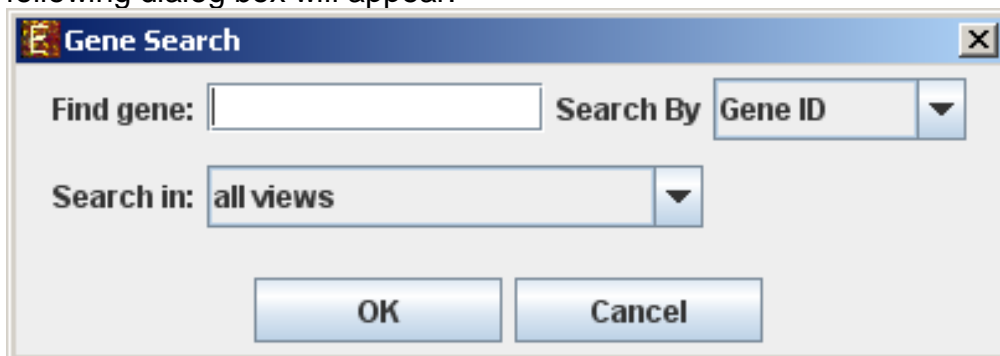 following dialog box will appear:
Gene Search
Find gene: Search By Gene ID
Search in: all views
OK Cancel